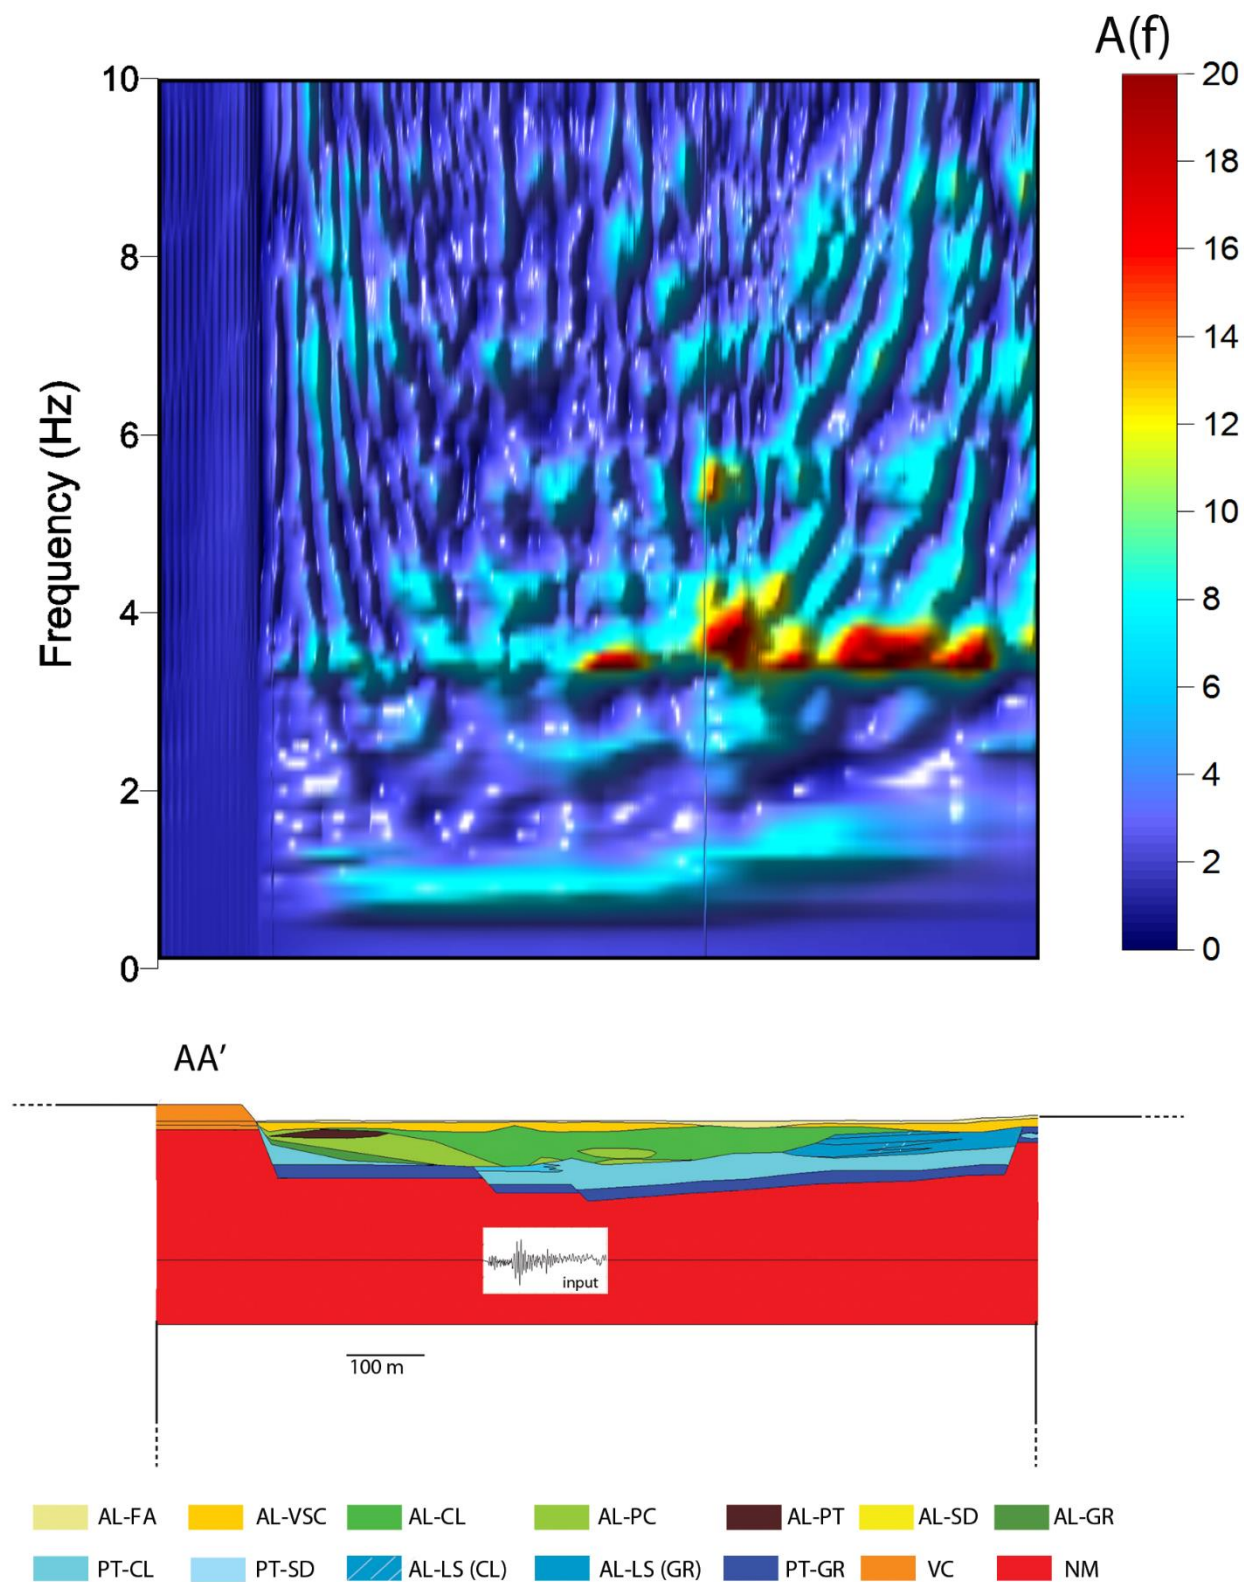 A(f)
10
8
6
4
2
0
Frequency (Hz)
20
18
16
14
12
10
8
6
4
2
0
AA’
input
100 m
AL-FA AL-VSC AL-CL AL-PC AL-PT AL-SD AL-GR
PT-CL PT-SD AL-LS (CL) AL-LS (GR) PT-GR VC NM